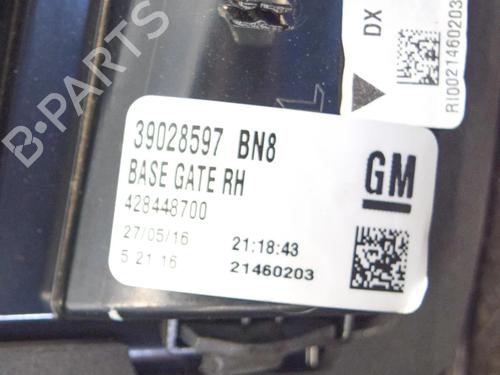 B-PARTS
DX
RI0021460203
39028597 BN8
BASE GATE RH
428448700
GM
27/05/16 21:18:43
5 21 16 21460203